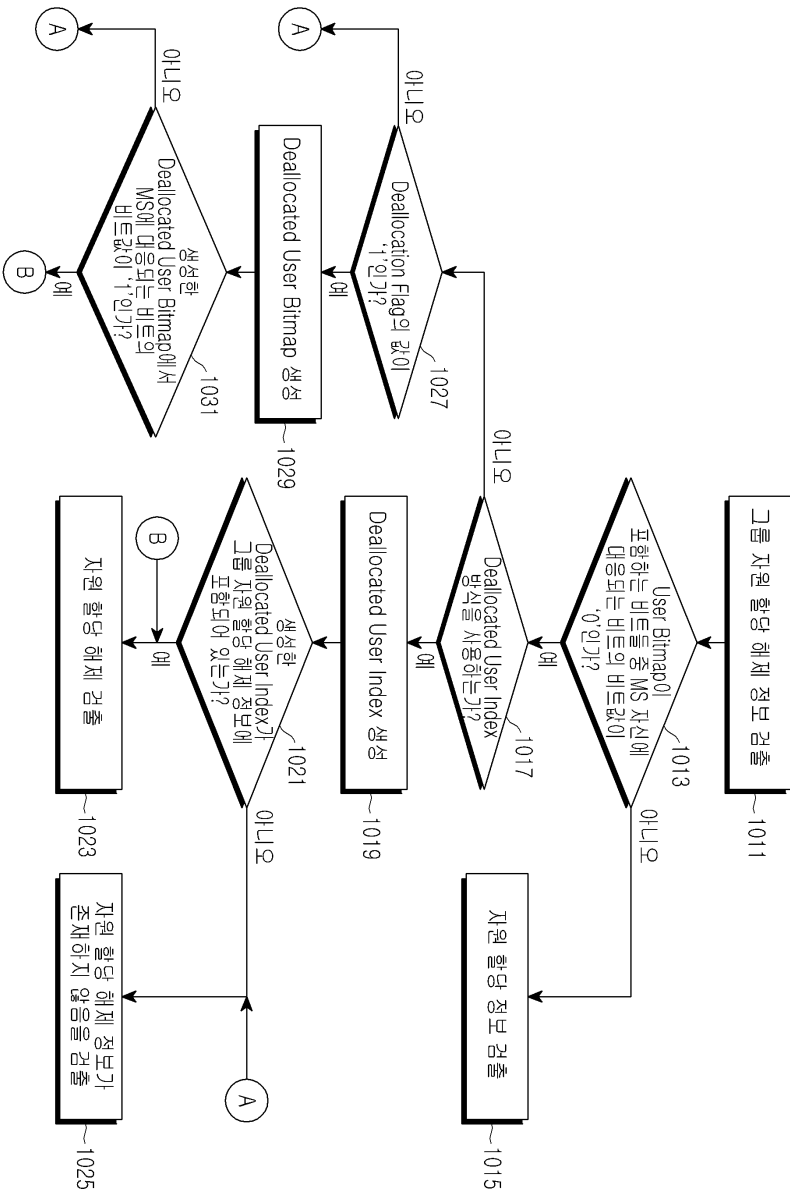 그룹 자원 할당 해제 정보 검출
1011
User Bitmap이
포함하는 비트들 중 MS 자신에
대응되는 비트의 비트값이
'0'인가?
1013
아니오
예
자원 할당 정보 검출
1015
Deallocated User Index
방식을 사용하는가?
1017
아니오
예
Deallocated User Index 생성
1019
생성한
Deallocated User Index가
그룹 자원 할당 해제 정보에
포함되어 있는가?
1021
아니오
예
B
자원 할당 해제 검출
1023
A
자원 할당 해제 정보가
존재하지 않음을 검출
1025
Deallocation Flag의 값이
'1'인가?
1027
아니오
A
예
Deallocated User Bitmap 생성
1029
생성한
Deallocated User Bitmap에서
MS에 대응되는 비트의
비트값이 '1'인가?
1031
아니오
A
예
B